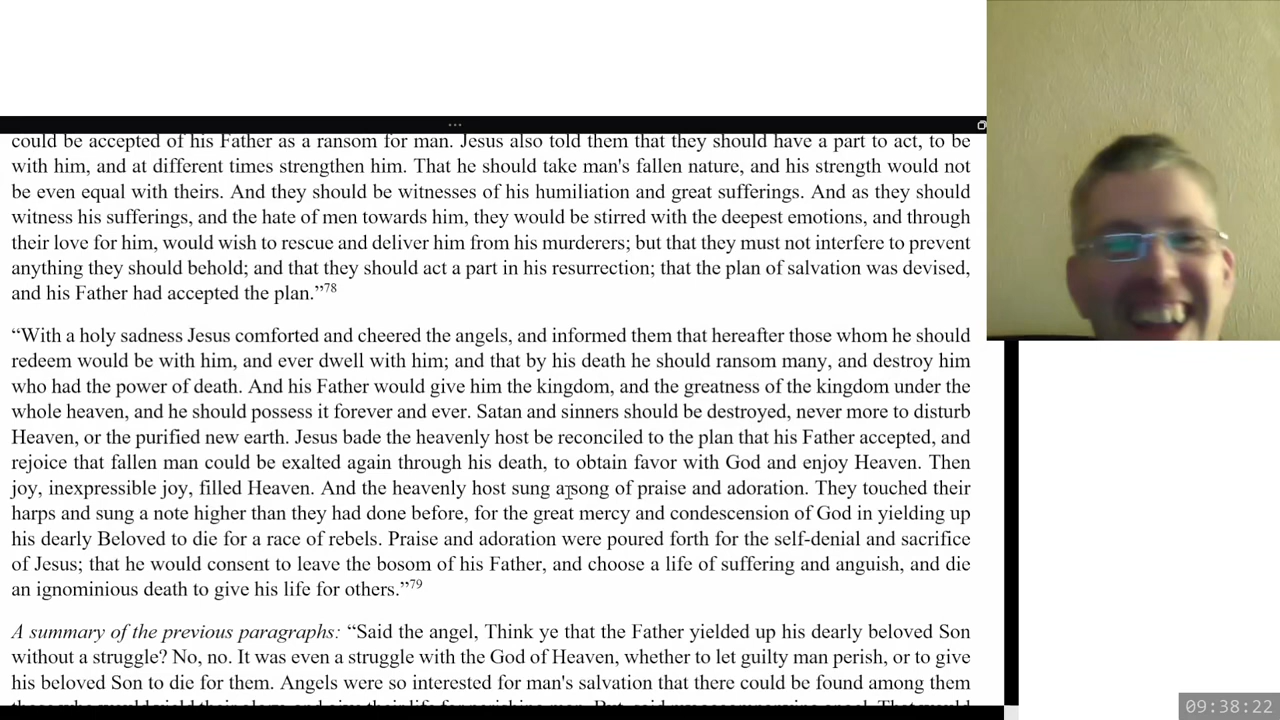 could be accepted of his Father as a ransom for man. Jesus also told them that they should have a part to act, to be
with him, and at different times strengthen him. That he should take man's fallen nature, and his strength would not
be even equal with theirs. And they should be witnesses of his humiliation and great sufferings. And as they should
witness his sufferings, and the hate of men towards him, they would be stirred with the deepest emotions, and through
their love for him, would wish to rescue and deliver him from his murderers; but that they must not interfere to prevent
anything they should behold; and that they should act a part in his resurrection; that the plan of salvation was devised,
and his Father had accepted the plan.”78
“With a holy sadness Jesus comforted and cheered the angels, and informed them that hereafter those whom he should
redeem would be with him, and ever dwell with him; and that by his death he should ransom many, and destroy him
who had the power of death. And his Father would give him the kingdom, and the greatness of the kingdom under the
whole heaven, and he should possess it forever and ever. Satan and sinners should be destroyed, never more to disturb
Heaven, or the purified new earth. Jesus bade the heavenly host be reconciled to the plan that his Father accepted, and
rejoice that fallen man could be exalted again through his death, to obtain favor with God and enjoy Heaven. Then
joy, inexpressible joy, filled Heaven. And the heavenly host sung a song of praise and adoration. They touched their
harps and sung a note higher than they had done before, for the great mercy and condescension of God in yielding up
his dearly Beloved to die for a race of rebels. Praise and adoration were poured forth for the self-denial and sacrifice
of Jesus; that he would consent to leave the bosom of his Father, and choose a life of suffering and anguish, and die
an ignominious death to give his life for others.”79
A summary of the previous paragraphs: “Said the angel, Think ye that the Father yielded up his dearly beloved Son
without a struggle? No, no. It was even a struggle with the God of Heaven, whether to let guilty man perish, or to give
his beloved Son to die for them. Angels were so interested for man's salvation that there could be found among them
09:38:22